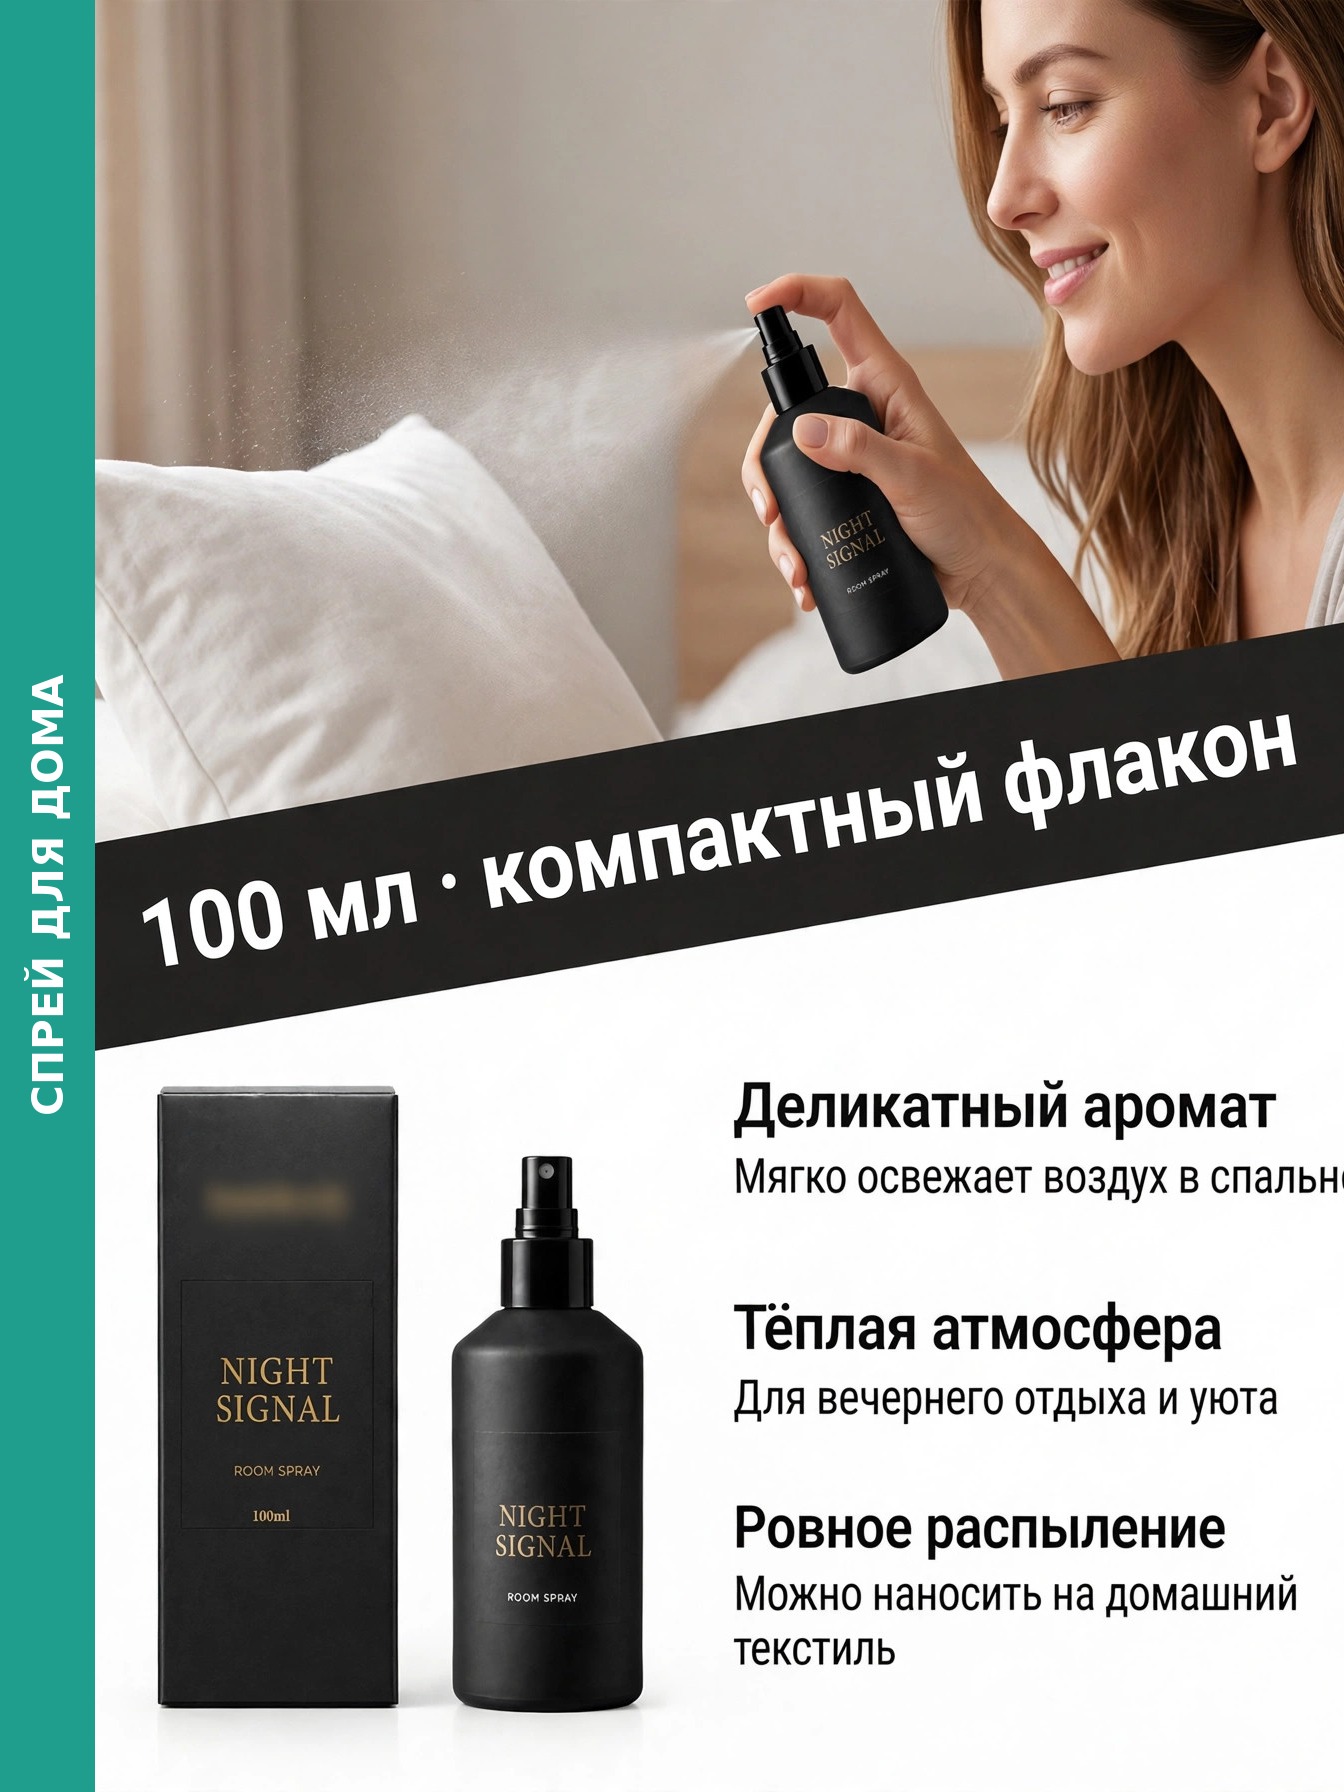 СПРЕЙ ДЛЯ ДОМА
NIGHT
SIGNAL
ROOM SPRAY
100 мл · компактный флакон
Деликатный аромат
Мягко освежает воздух в
Тёплая атмосфера
Для вечернего отдыха и уюта
Ровное распыление
Можно наносить на домашний
текстиль
NIGHT
SIGNAL
ROOM SPRAY
100ml
NIGHT
SIGNAL
ROOM SPRAY